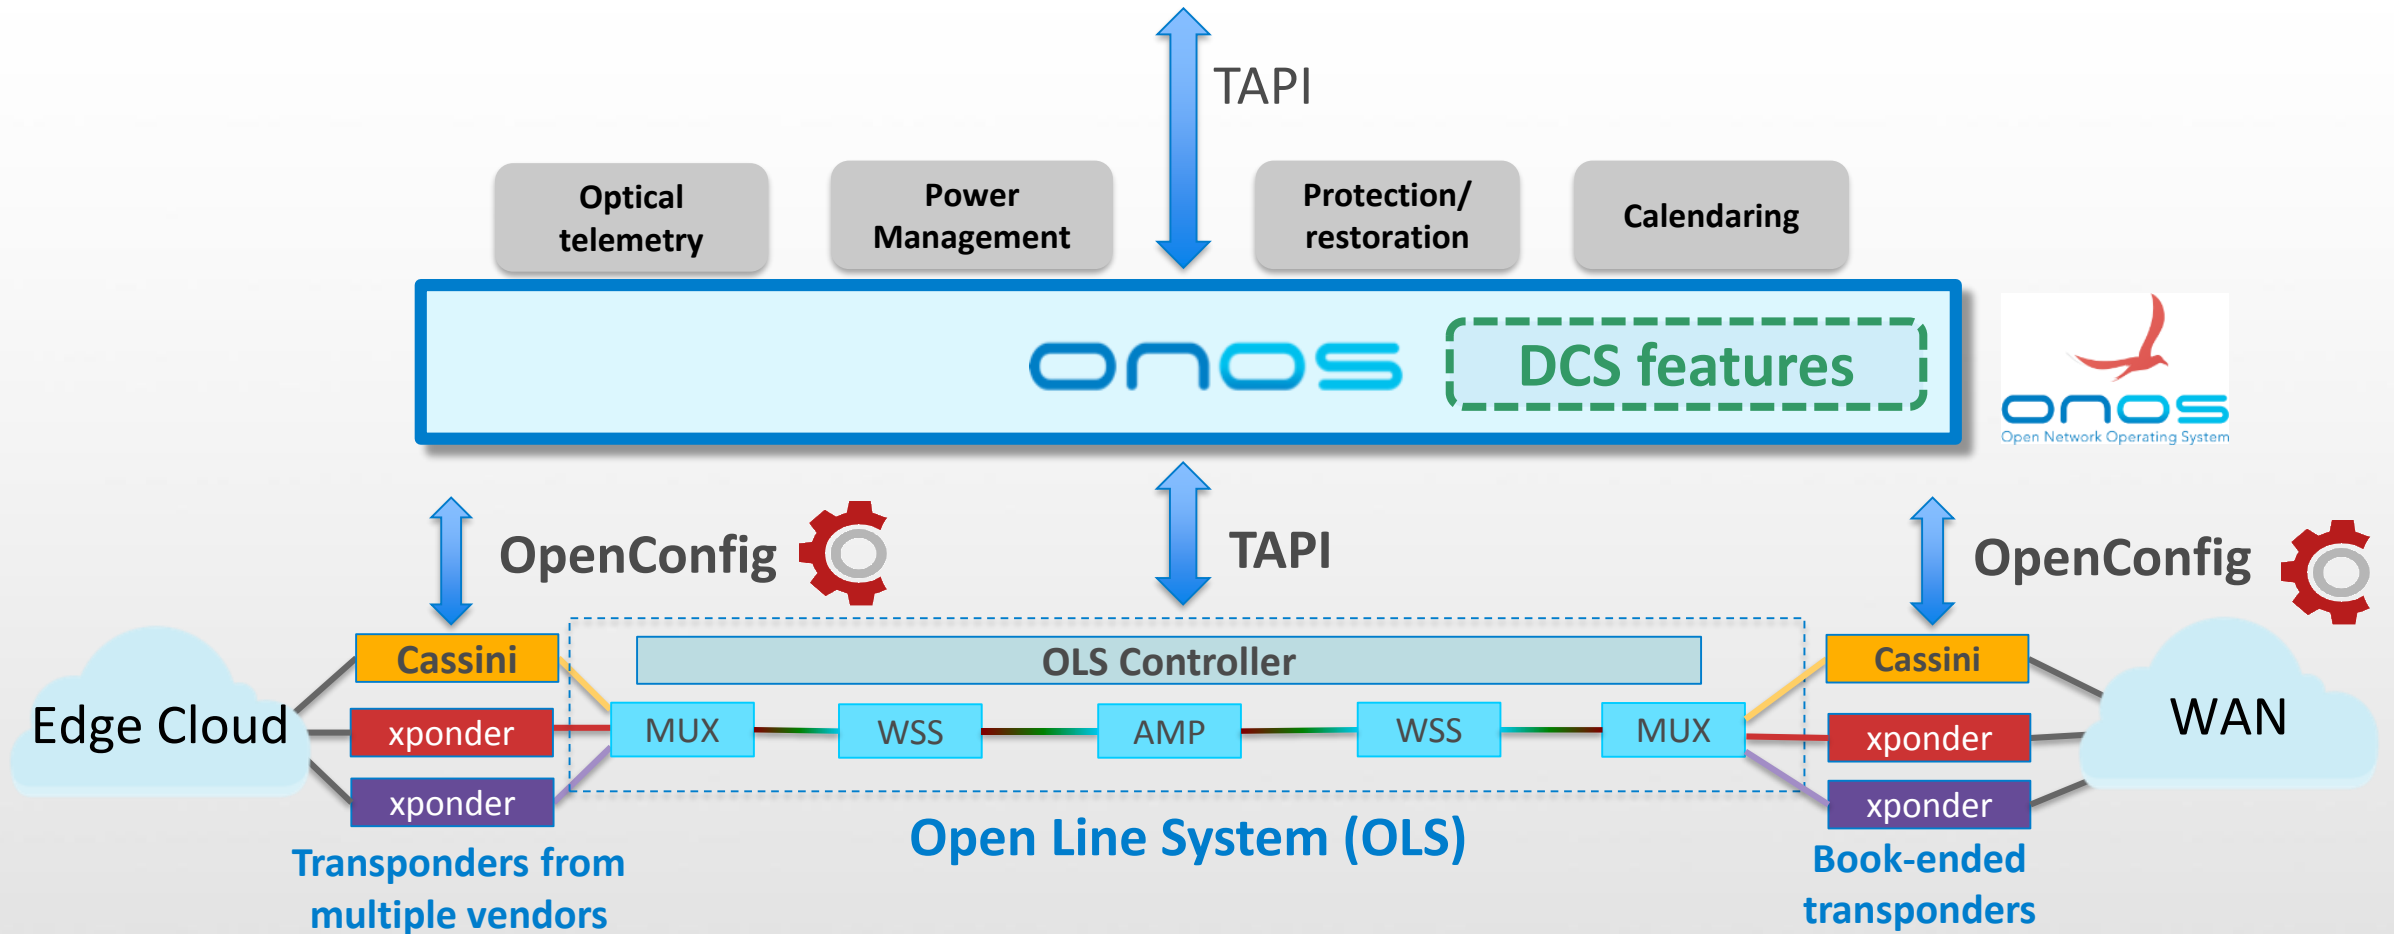 TAPI
Optical
telemetry
Power
Management
Protection/
restoration
Calendaring
onos
DCS features
onos
Open Network Operating System
OpenConfig
TAPI
OpenConfig
Cassini
OLS Controller
Cassini
Edge Cloud
xponder
MUX
WSS
AMP
WSS
MUX
xponder
WAN
xponder
xponder
Open Line System (OLS)
Transponders from
multiple vendors
Book-ended
transponders